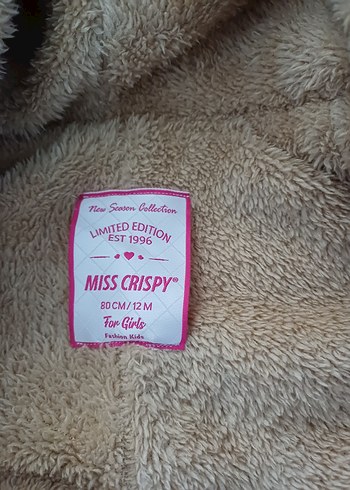 New Season Collection
LIMITED EDITION
EST 1996
MISS CRISPY®
80 CM / 12 M
For Girls
Fashion Kids